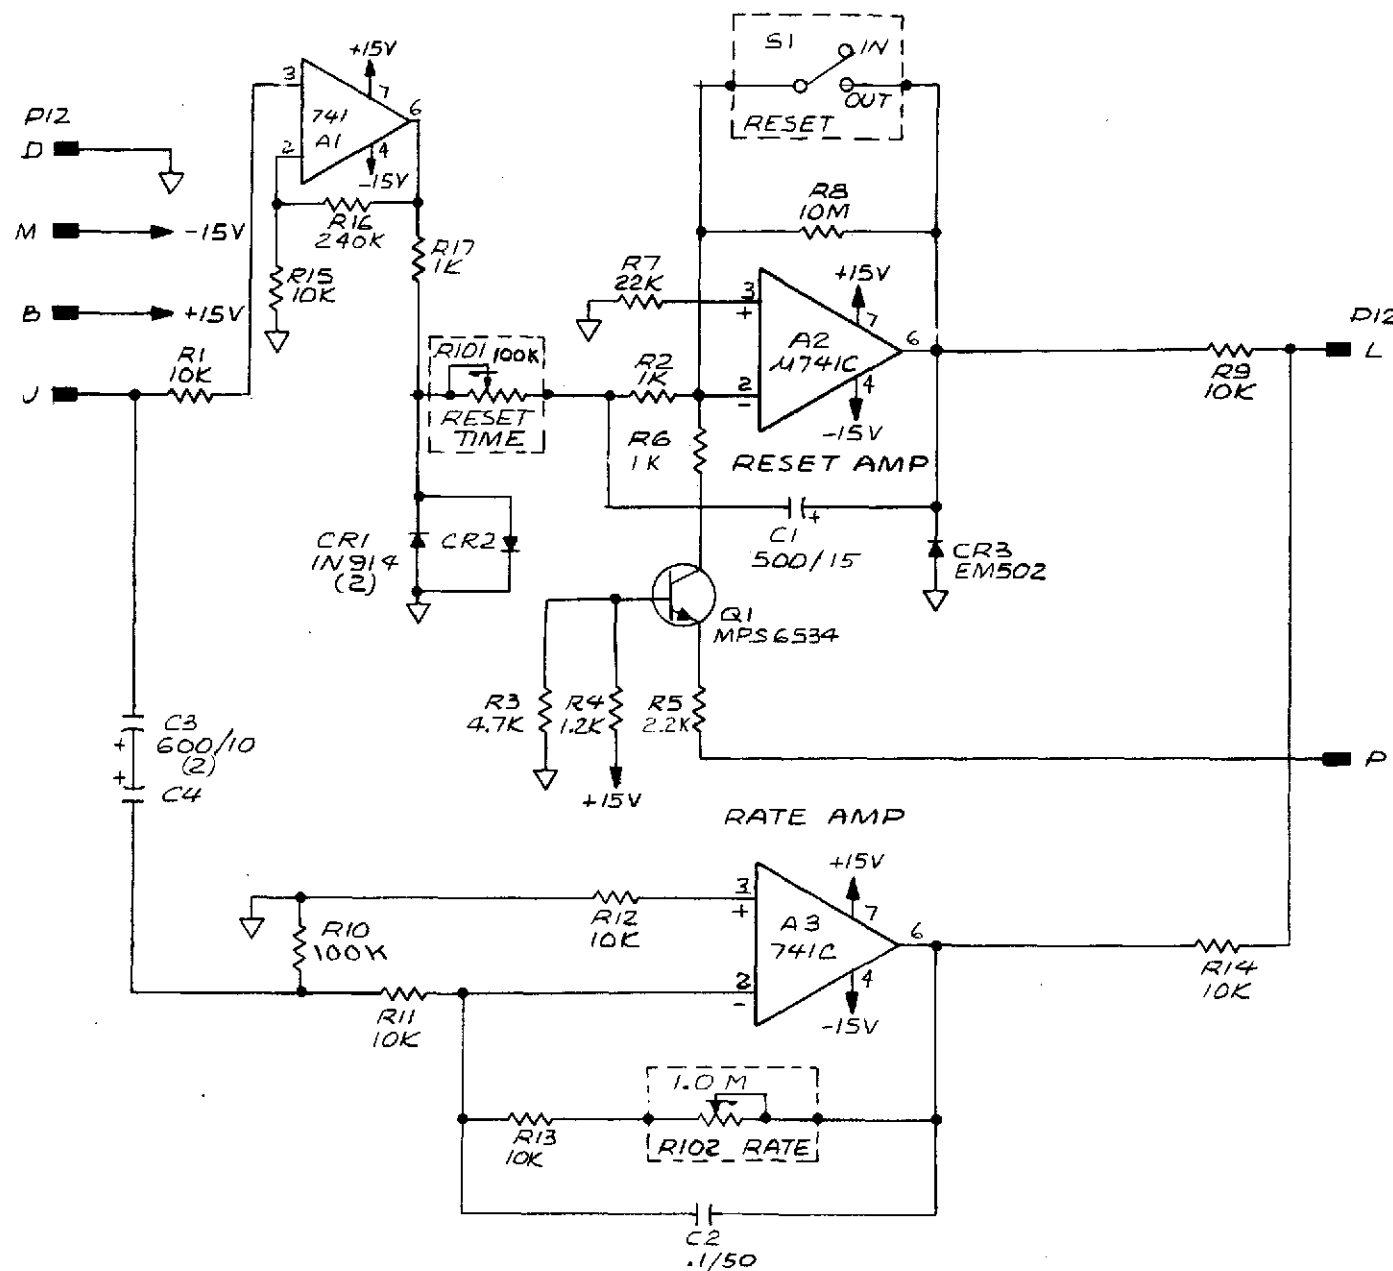 S1
IN
OUT
RESET
+15V
3
7
6
741
A1
2
4
-15V
P12
D
M
-15V
B
+15V
J
R16
240K
R15
10K
R17
1K
R1
10K
R8
10M
R7
22K
+15V
3
+
7
A2
µ741C
6
2
-
4
-15V
RESET AMP
R101
100K
RESET
TIME
R2
1K
R6
1K
P12
L
R9
10K
CR1
1N914
(2)
CR2
C1
+
500/15
CR3
EM502
Q1
MPS6534
R3
4.7K
R4
1.2K
R5
2.2K
+15V
P
C3
+
600/10
(2)
+
C4
RATE AMP
+15V
3
+
7
A3
741C
6
2
-
4
-15V
R12
10K
R10
100K
R11
10K
R14
10K
1.0 M
R13
10K
R102 RATE
C2
.1/50